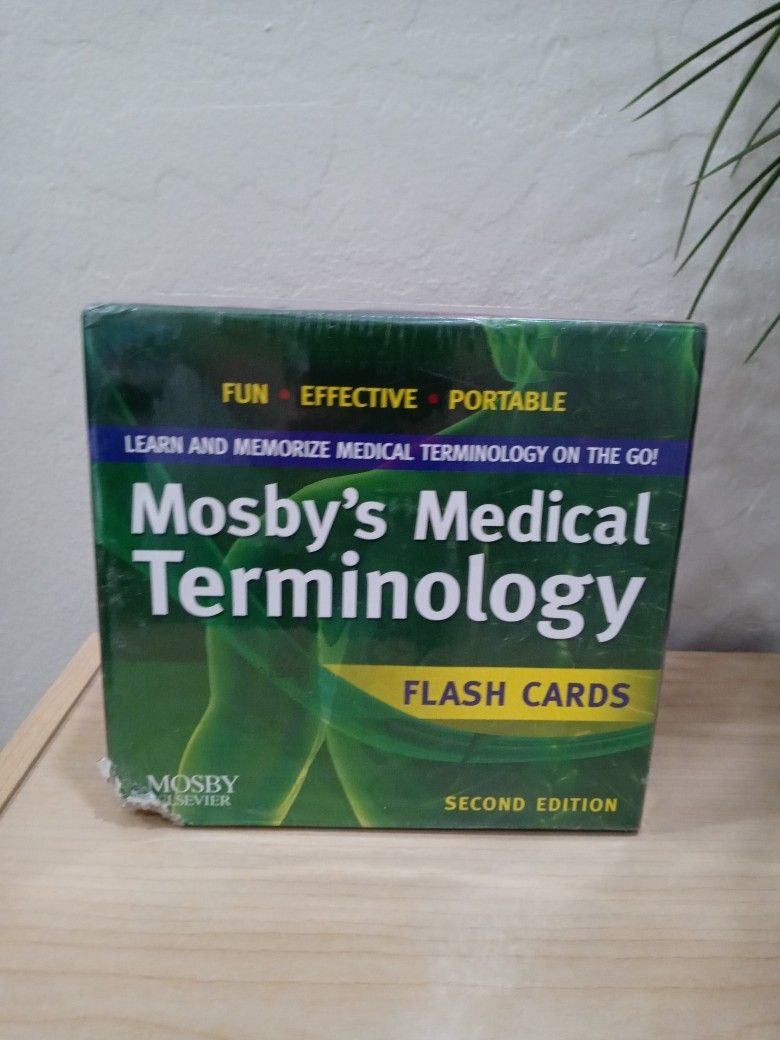 FUN • EFFECTIVE • PORTABLE
LEARN AND MEMORIZE MEDICAL TERMINOLOGY ON THE GO!
Mosby's Medical
Terminology
FLASH CARDS
MOSBY
ELSEVIER
SECOND EDITION